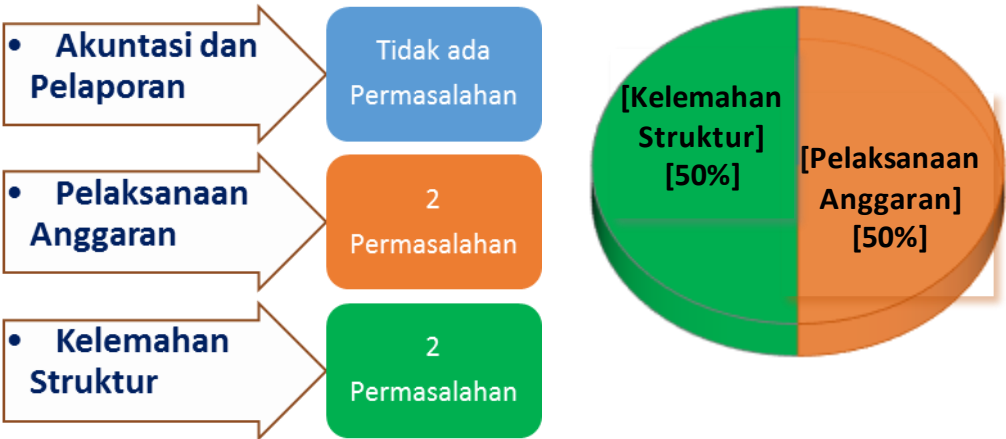 • Akuntasi dan
Pelaporan
Tidak ada
Permasalahan
• Pelaksanaan
Anggaran
2
Permasalahan
• Kelemahan
Struktur
2
Permasalahan
[Kelemahan
Struktur]
[50%]
[Pelaksanaan
Anggaran]
[50%]